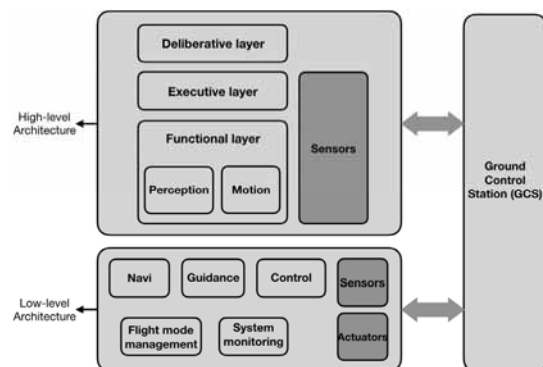 Deliberative layer
Executive layer
Functional layer
Perception
Motion
Sensors
High-level
Architecture
Ground
Control
Station (GCS)
Navi
Guidance
Control
Sensors
Low-level
Architecture
Flight mode
management
System
monitoring
Actuators